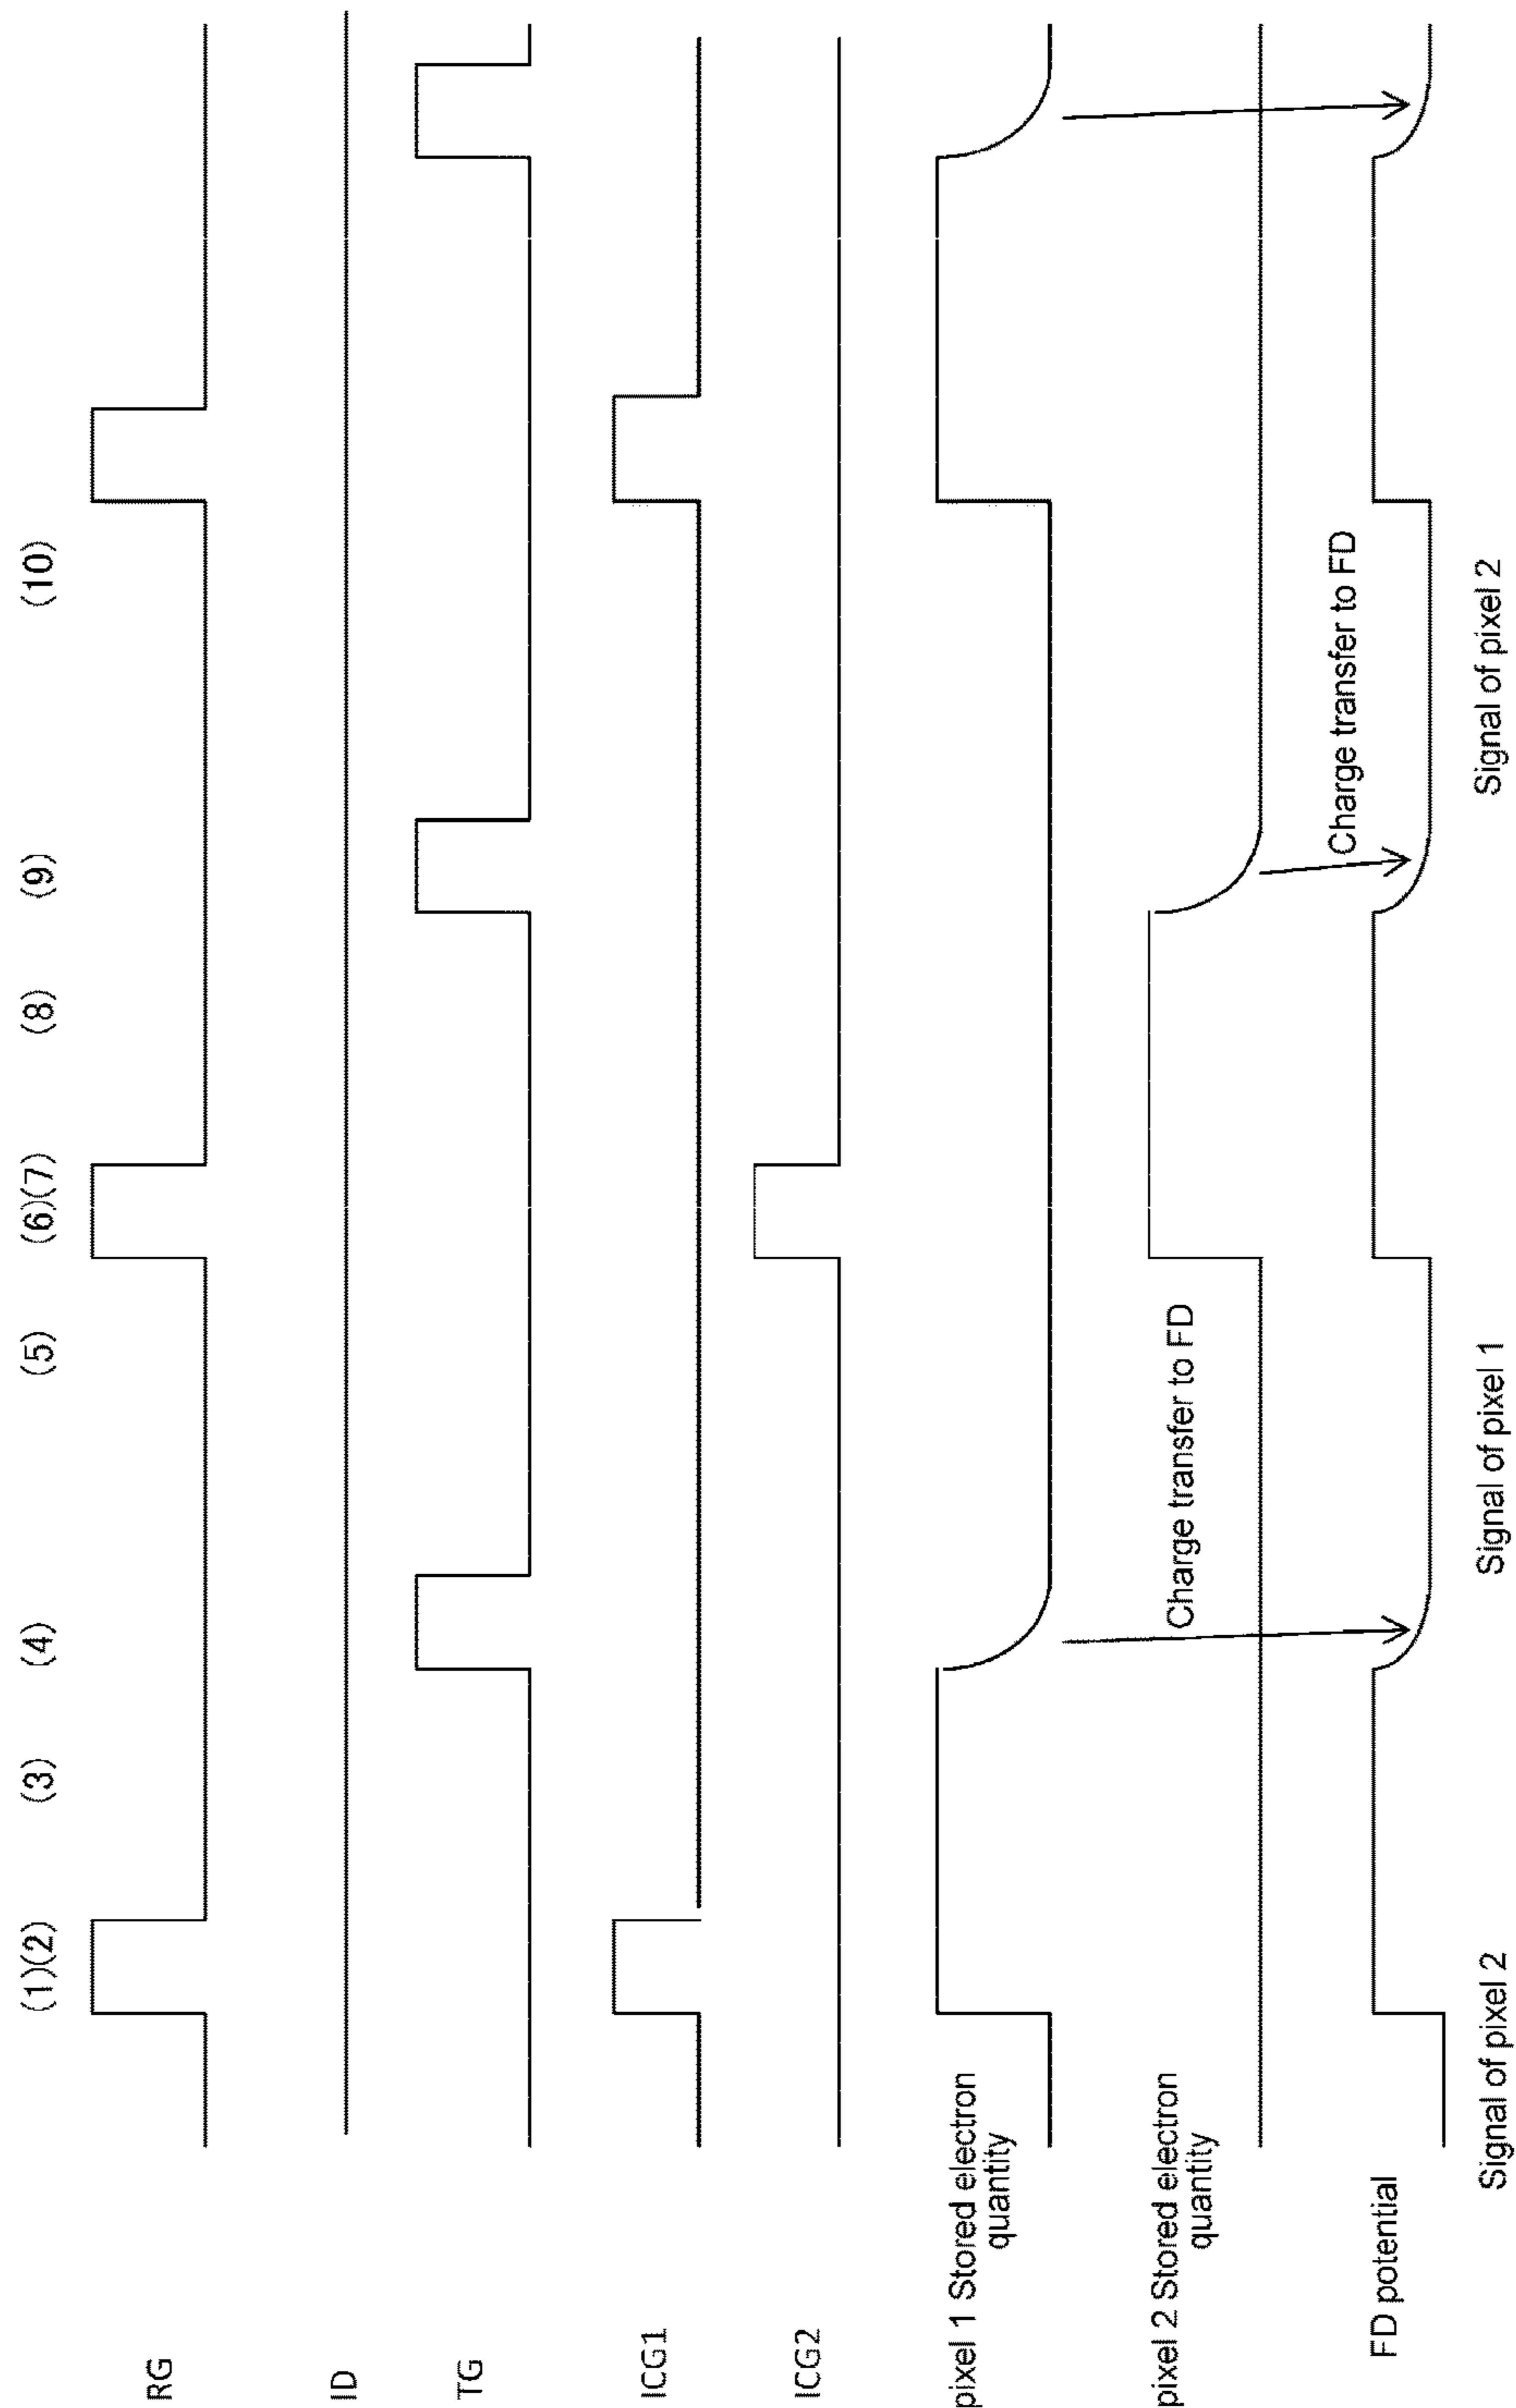 (1)(2) (3) (4) (5) (6)(7) (8) (9) (10)
RG
ID
TG
ICG1
ICG2
pixel 1 Stored electron
quantity
pixel 2 Stored electron
quantity
Charge transfer to FD
Charge transfer to FD
FD potential
Signal of pixel 2
Signal of pixel 1
Signal of pixel 2